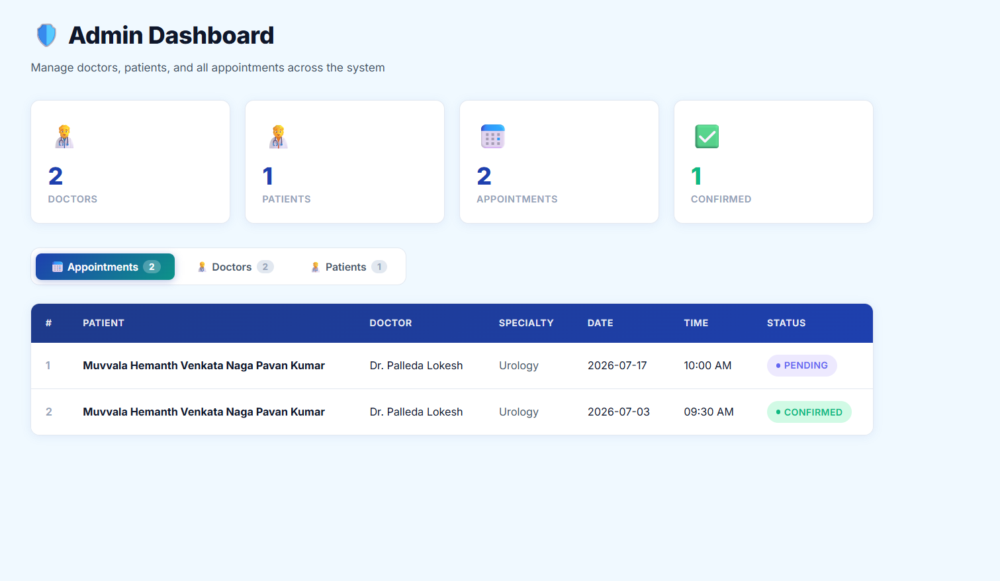 Admin Dashboard
Manage doctors, patients, and all appointments across the system
2
DOCTORS
1
PATIENTS
2
APPOINTMENTS
1
CONFIRMED
Appointments 2 Doctors 2 Patients 1
# PATIENT DOCTOR SPECIALTY DATE TIME STATUS
1 Muvvala Hemanth Venkata Naga Pavan Kumar Dr. Palleda Lokesh Urology 2026-07-17 10:00 AM PENDING
2 Muvvala Hemanth Venkata Naga Pavan Kumar Dr. Palleda Lokesh Urology 2026-07-03 09:30 AM CONFIRMED